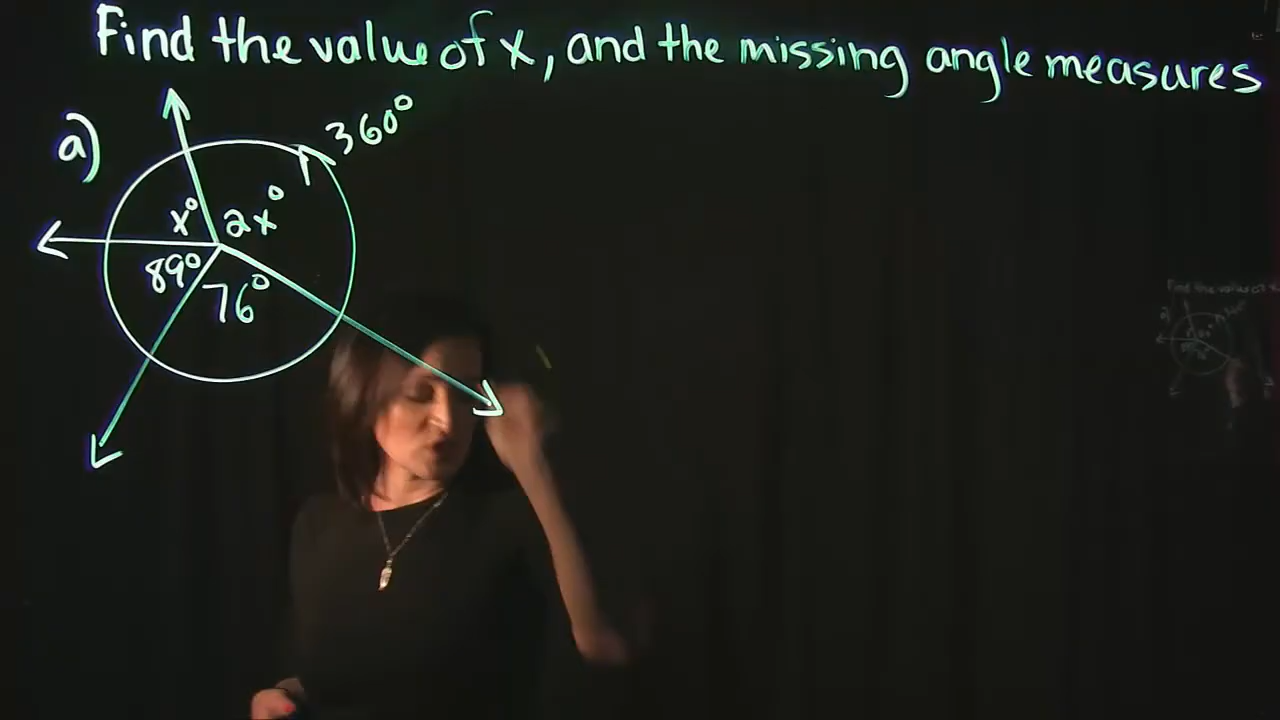 Find the value of x, and the missing angle measures
a)
360°
x° 2x°
89° 76°